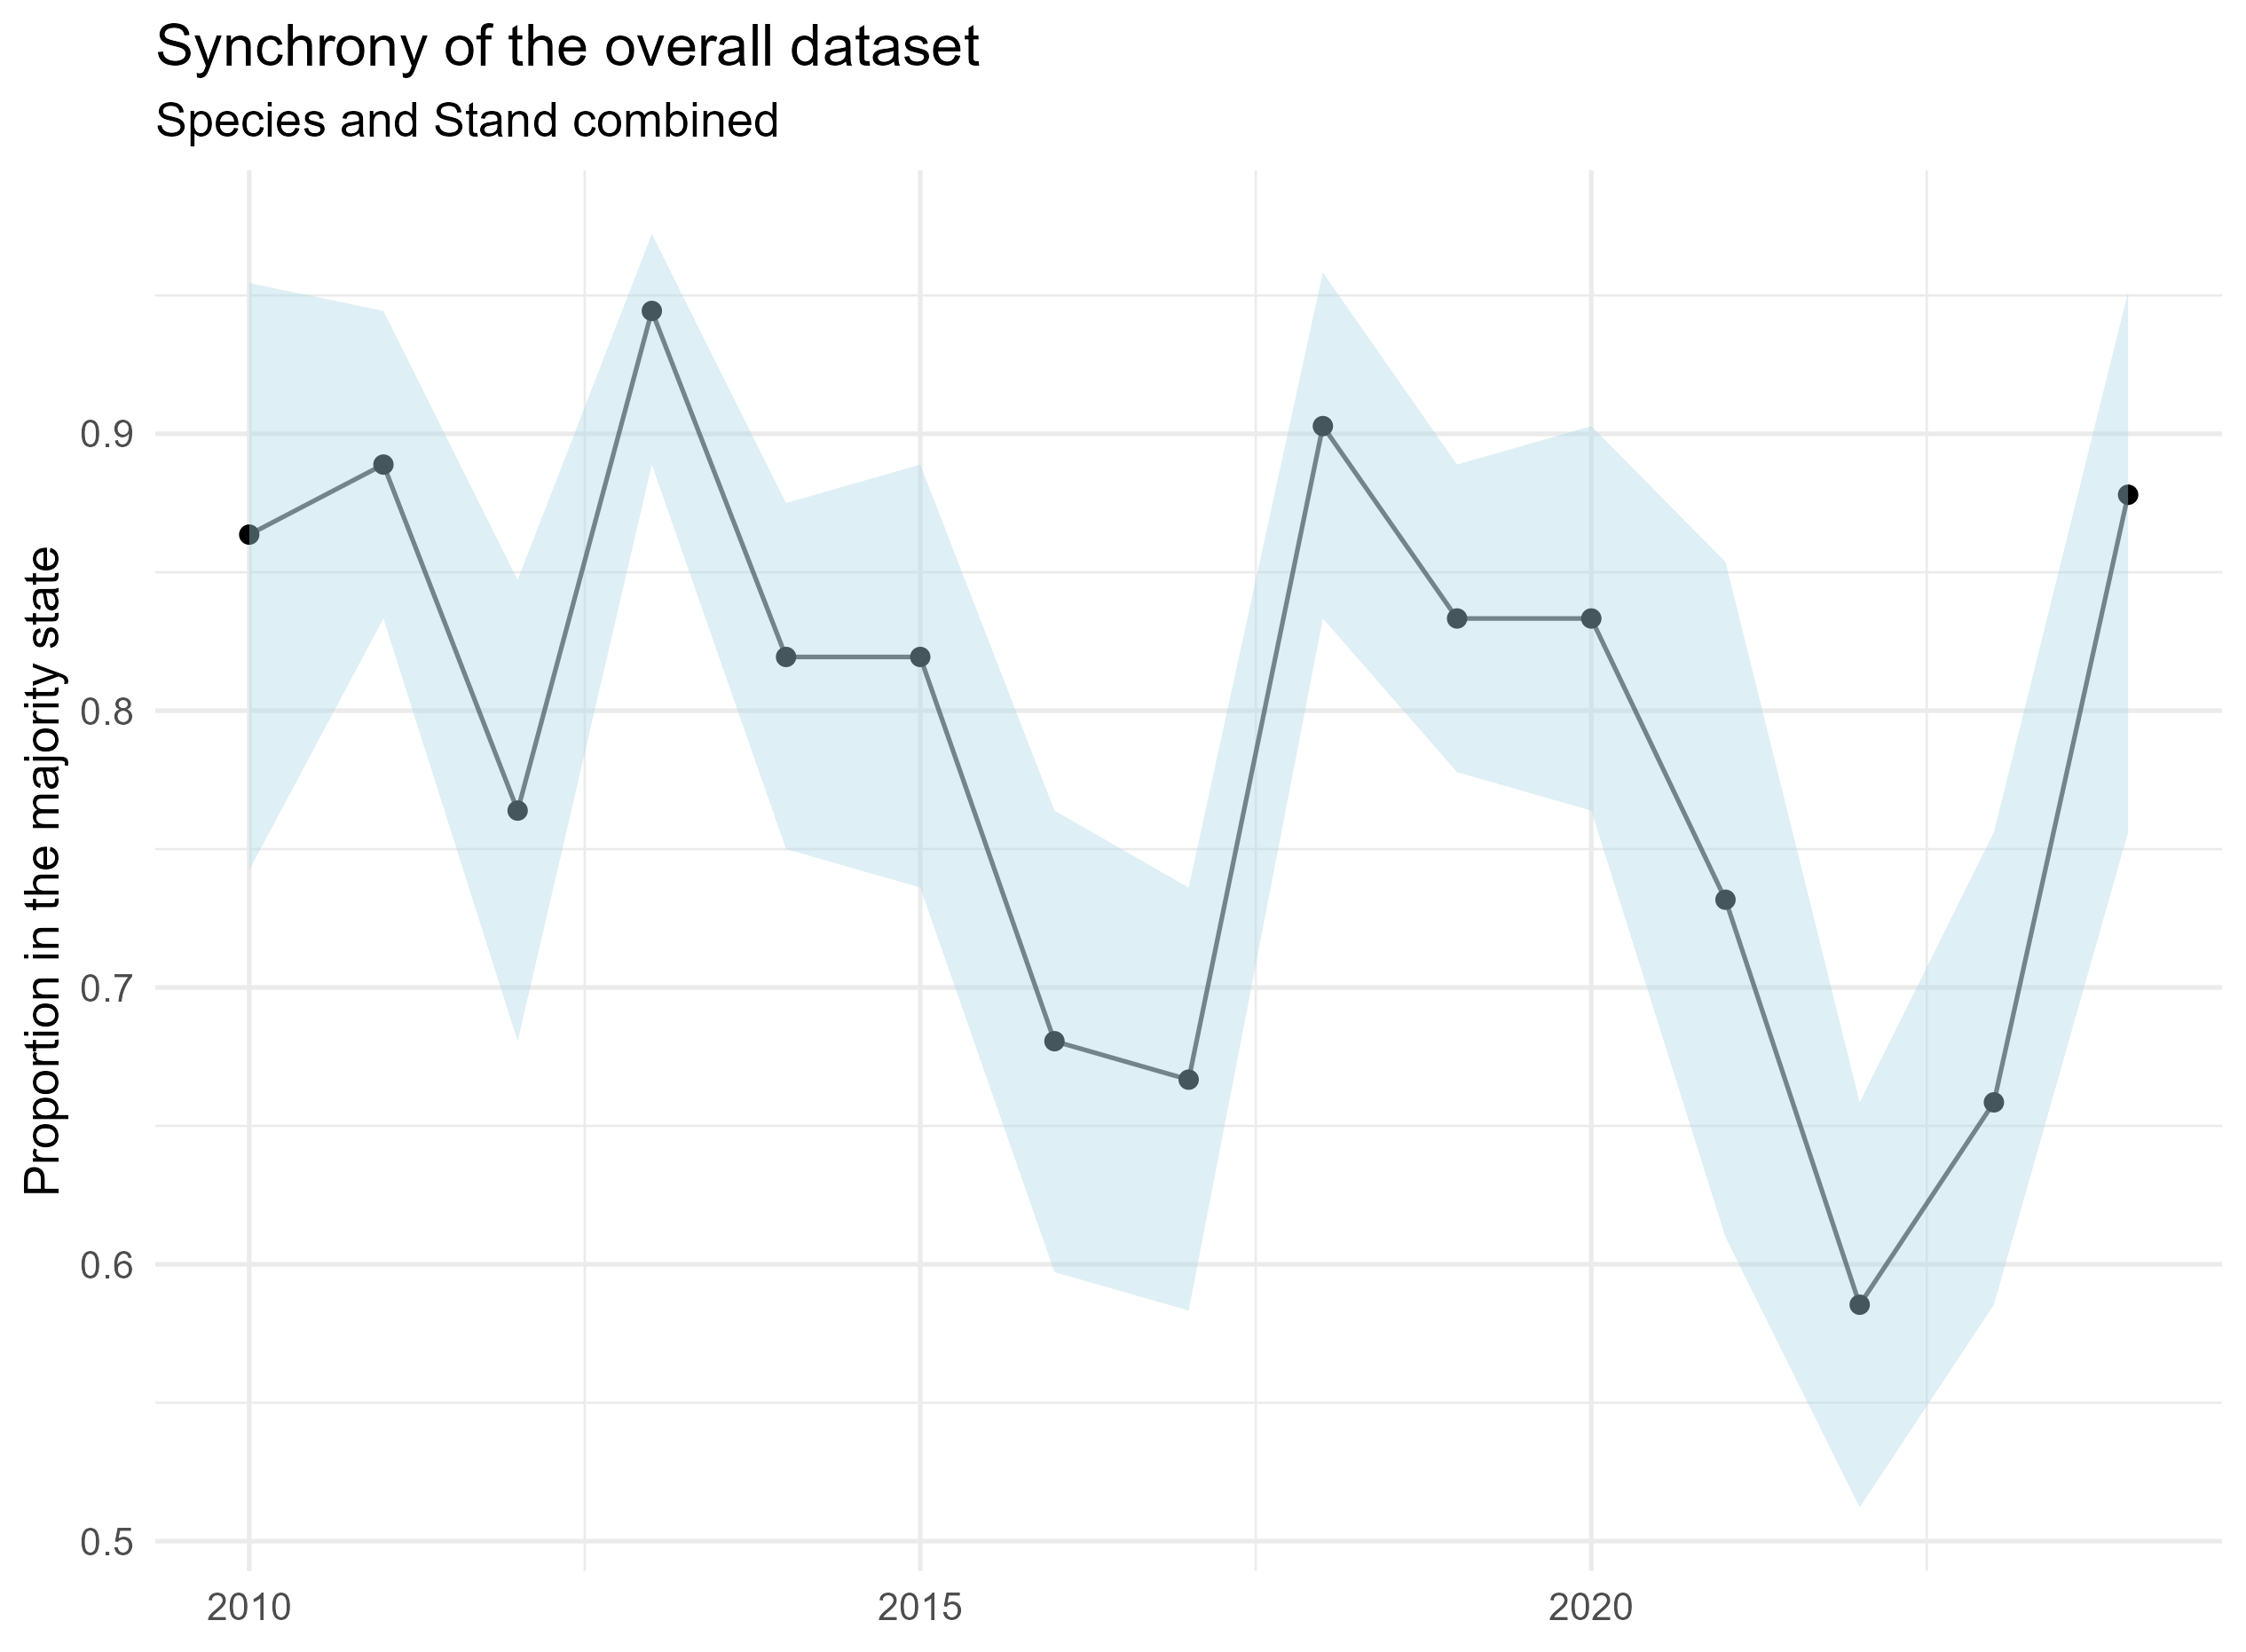 Synchrony of the overall dataset
Species and Stand combined
Proportion in the majority state
0.9
0.8
0.7
0.6
0.5
2010
2015
2020